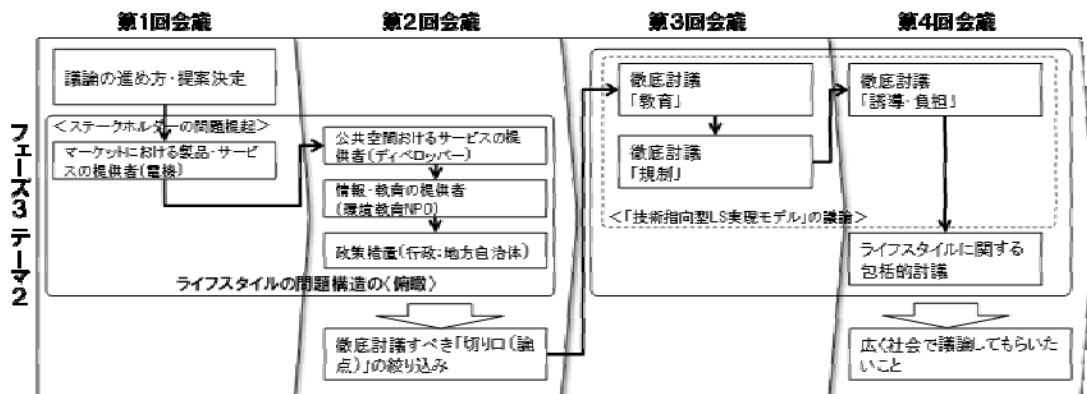 第1回会議
第2回会議
第3回会議
第4回会議
フェーズ3 テーマ2
議論の進め方・提案決定
<ステークホルダーの問題提起>
マーケットにおける製品・サービ
スの提供者(電機)
公共空間おけるサービスの提
供者(ディベロッパー)
情報・教育の提供者
(環境教育NPO)
政策措置(行政・地方自治体)
ライフスタイルの問題構造の〈俯瞰〉
徹底討議すべき「切り口(論
点)」の絞り込み
徹底討議
「教育」
徹底討議
「規制」
徹底討議
「誘導・負担」
<「技術指向型LS実現モデル」の議論>
ライフスタイルに関する
包括的討議
広く社会で議論してもらいた
いこと